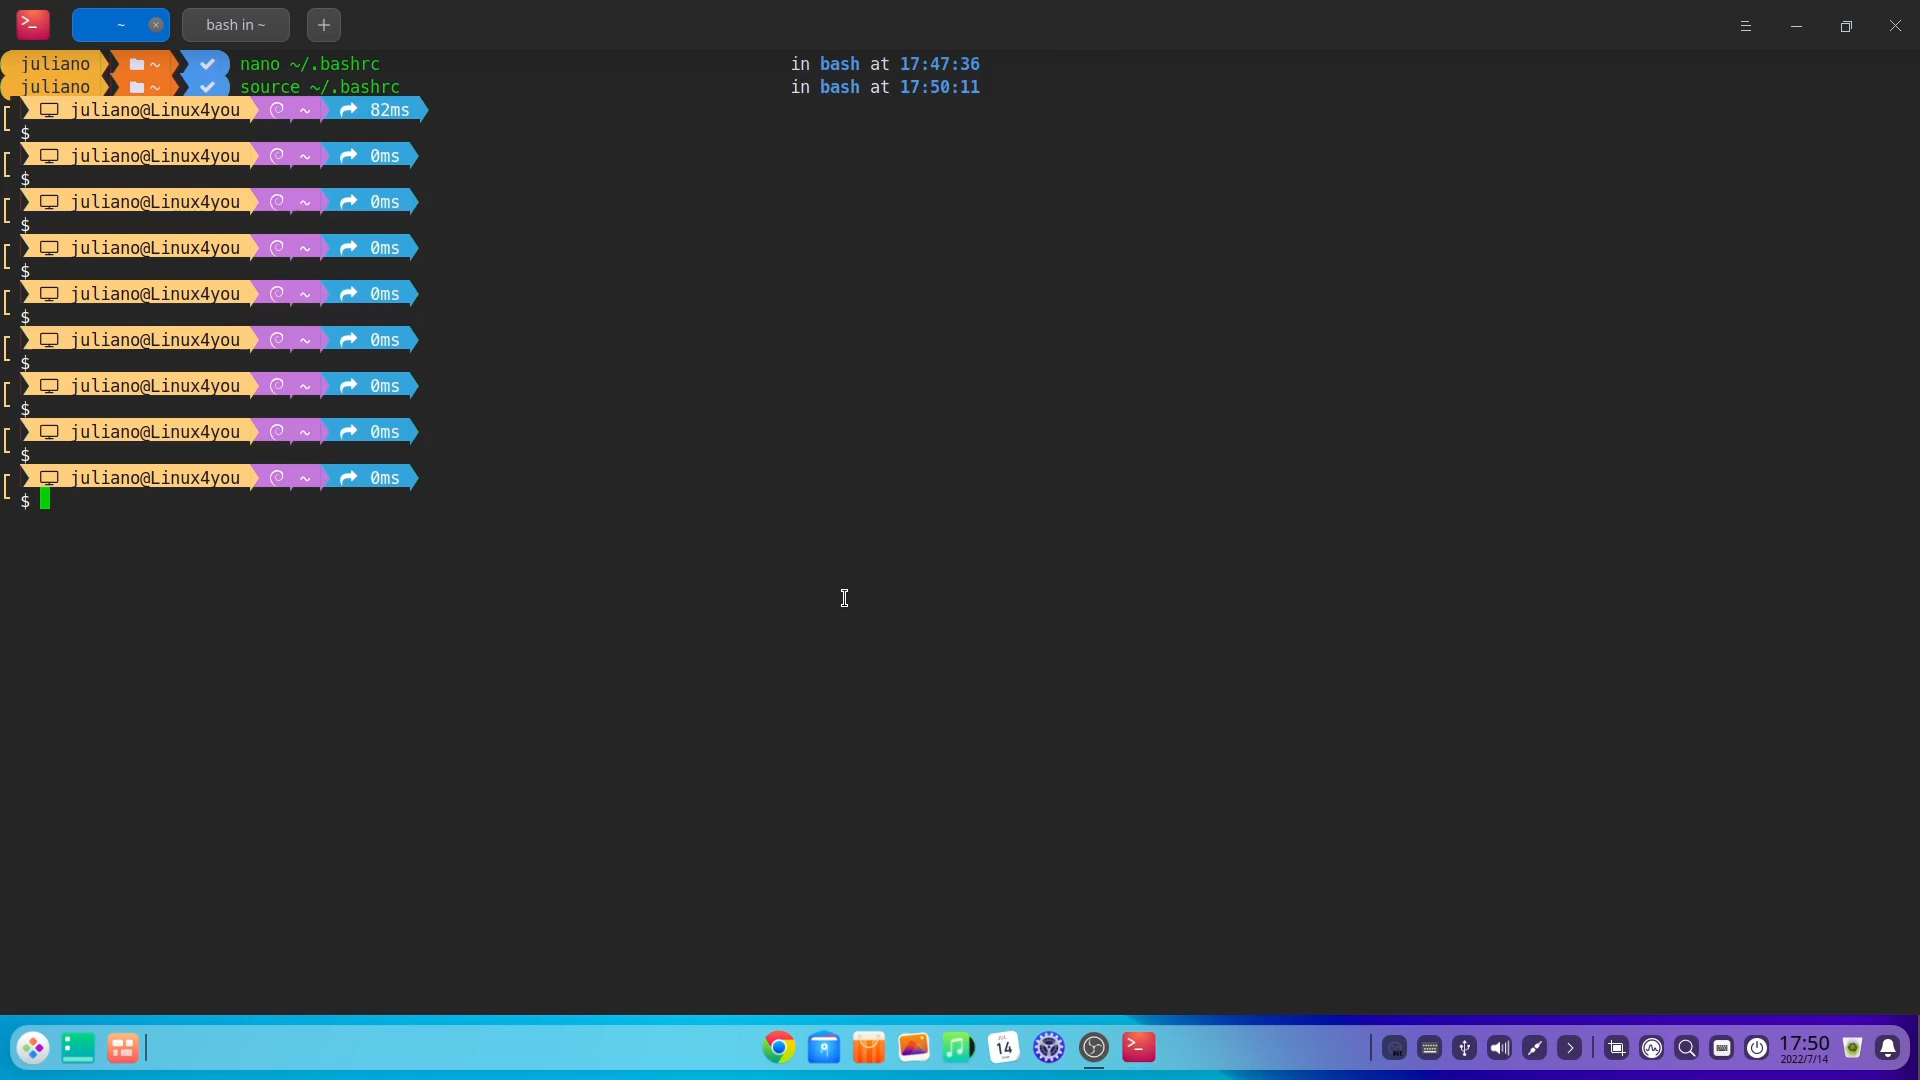 ~
bash in ~
juliano ~ nano ~/.bashrc in bash at 17:47:36
juliano ~ source ~/.bashrc in bash at 17:50:11
juliano@Linux4you ~ 82ms
$
juliano@Linux4you ~ 0ms
$
juliano@Linux4you ~ 0ms
$
juliano@Linux4you ~ 0ms
$
juliano@Linux4you ~ 0ms
$
juliano@Linux4you ~ 0ms
$
juliano@Linux4you ~ 0ms
$
juliano@Linux4you ~ 0ms
$
juliano@Linux4you ~ 0ms
$
14
17:50
2022/7/14